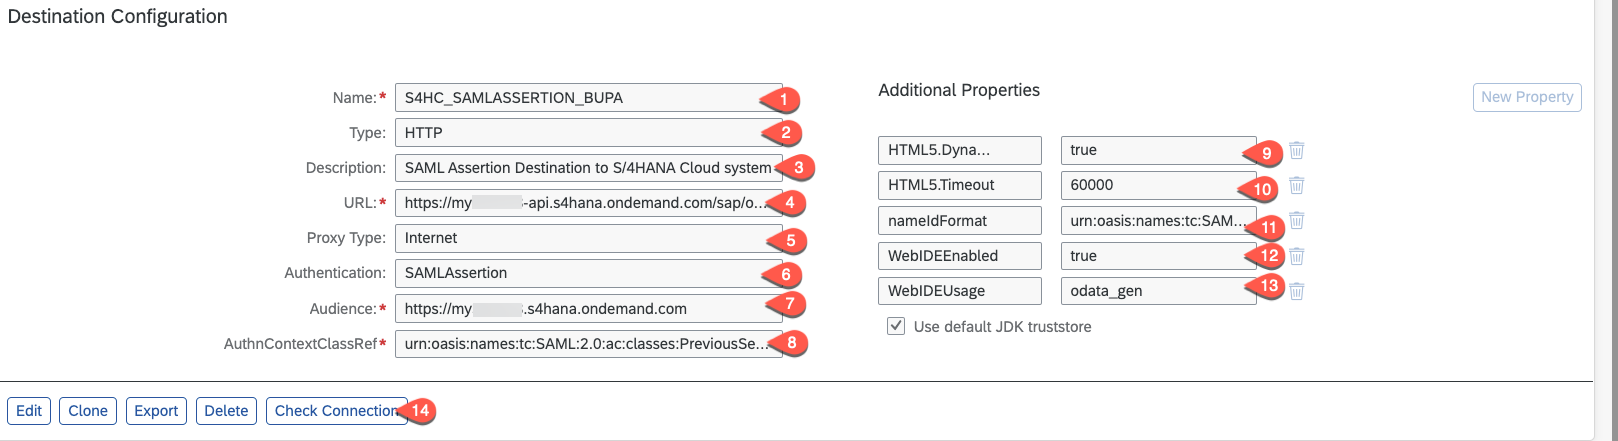 Destination Configuration
Name:* S4HC_SAMLASSERTION_BUPA 1
Type: HTTP 2
Description: SAML Assertion Destination to S/4HANA Cloud system 3
URL:* https://my -api.s4hana.ondemand.com/sap/o... 4
Proxy Type: Internet 5
Authentication: SAMLAssertion 6
Audience:* https://my .s4hana.ondemand.com 7
AuthnContextClassRef* urn:oasis:names:tc:SAML:2.0:ac:classes:PreviousSe... 8
Additional Properties New Property
HTML5.Dyna... true 9
HTML5.Timeout 60000 10
nameIdFormat urn:oasis:names:tc:SAM... 11
WebIDEEnabled true 12
WebIDEUsage odata_gen 13
Use default JDK truststore
Edit Clone Export Delete Check Connection 14